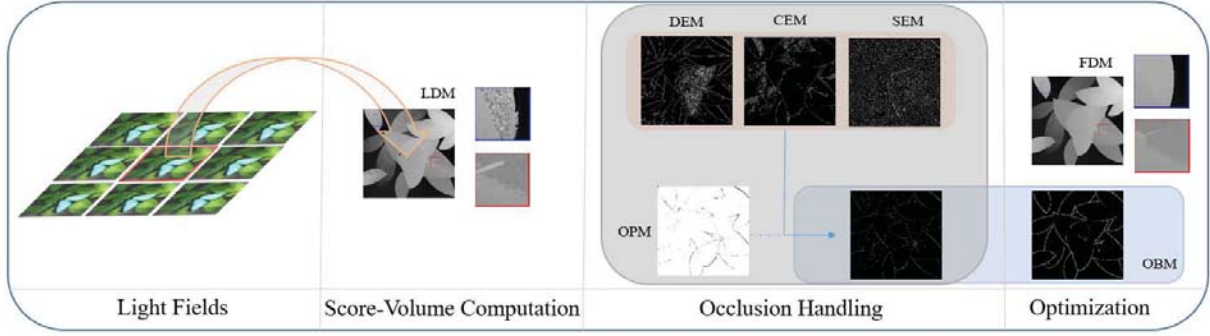 DEM CEM SEM
LDM
FDM
OPM
OBM
Light Fields
Score-Volume Computation
Occlusion Handling
Optimization